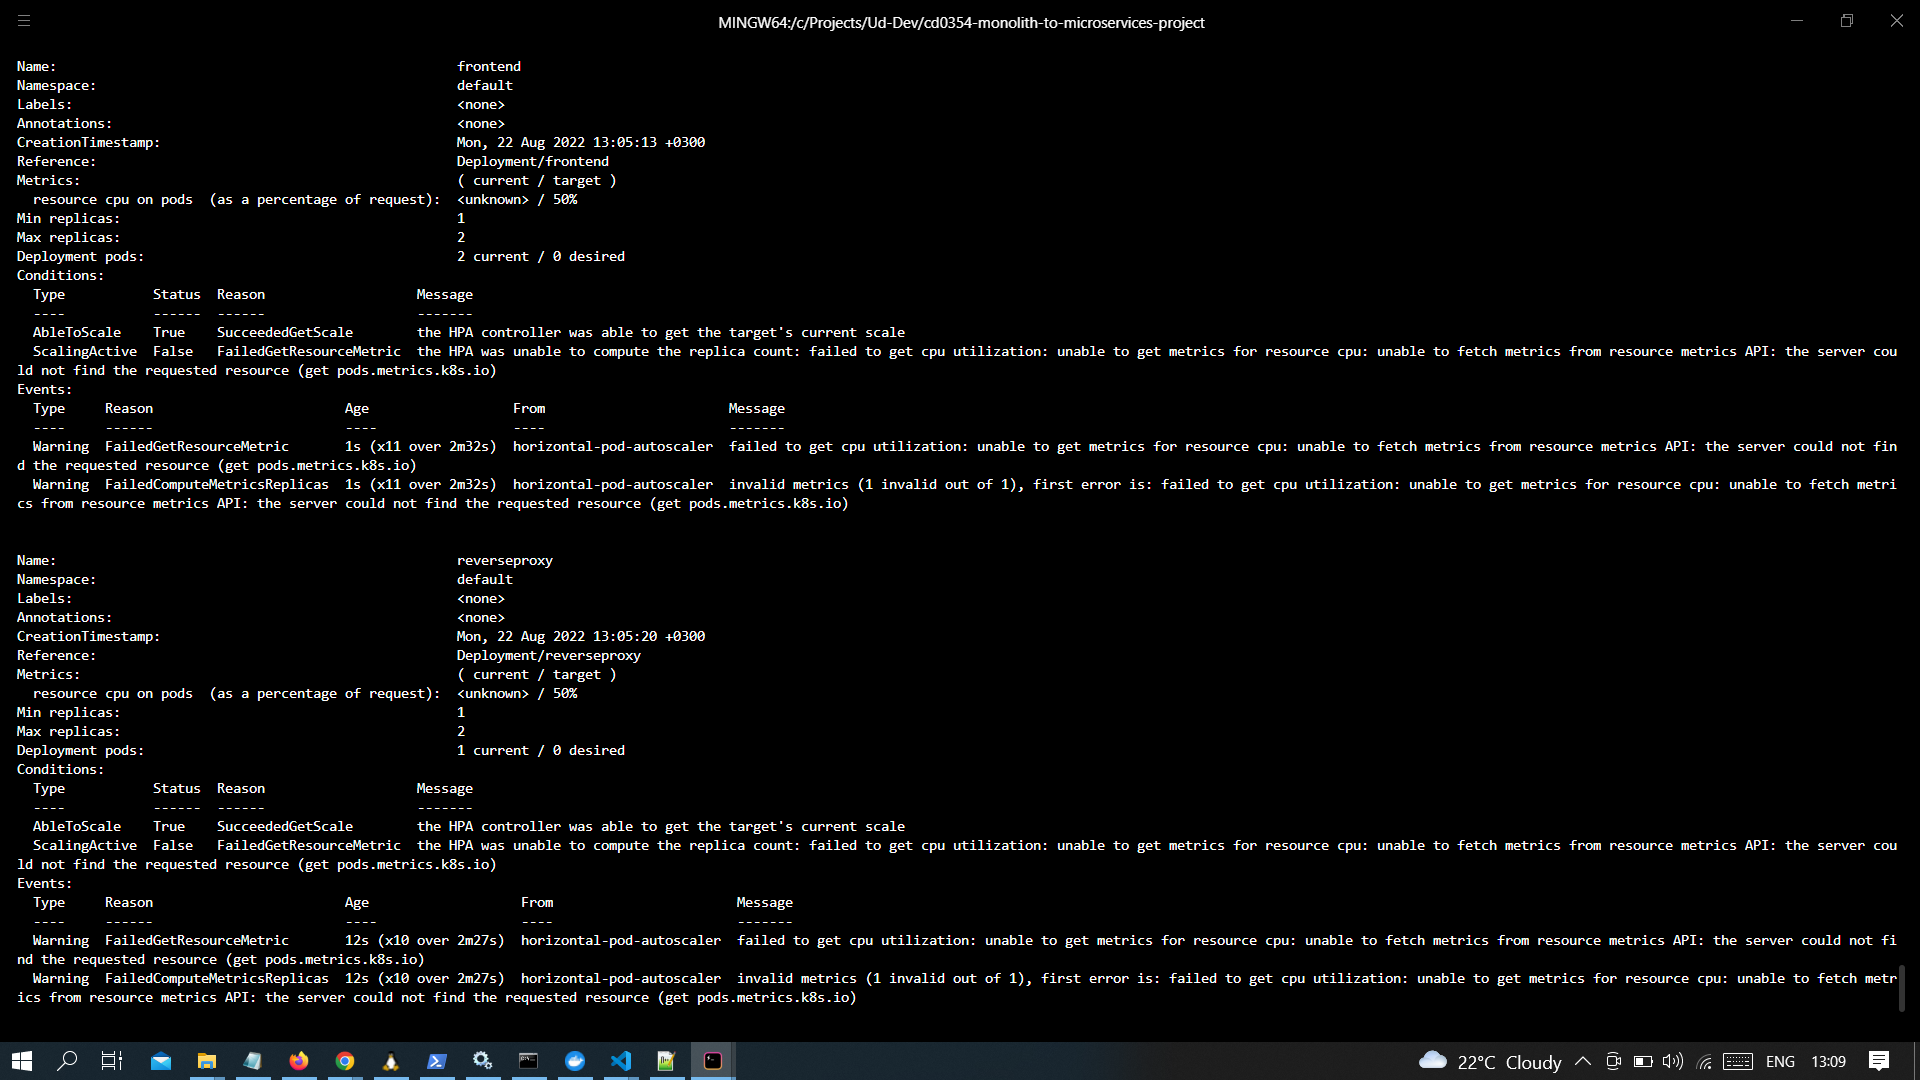 MINGW64:/c/Projects/Ud-Dev/cd0354-monolith-to-microservices-project
Name:                                                  frontend
Namespace:                                             default
Labels:                                                <none>
Annotations:                                           <none>
CreationTimestamp:                                     Mon, 22 Aug 2022 13:05:13 +0300
Reference:                                             Deployment/frontend
Metrics:                                               ( current / target )
  resource cpu on pods  (as a percentage of request):  <unknown> / 50%
Min replicas:                                          1
Max replicas:                                          2
Deployment pods:                                       2 current / 0 desired
Conditions:
  Type           Status  Reason                   Message
  ----           ------  ------                   -------
  AbleToScale    True    SucceededGetScale        the HPA controller was able to get the target's current scale
  ScalingActive  False   FailedGetResourceMetric  the HPA was unable to compute the replica count: failed to get cpu utilization: unable to get metrics for resource cpu: unable to fetch metrics from resource metrics API: the server cou
ld not find the requested resource (get pods.metrics.k8s.io)
Events:
  Type     Reason                        Age                  From                       Message
  ----     ------                        ----                 ----                       -------
  Warning  FailedGetResourceMetric       1s (x11 over 2m32s)  horizontal-pod-autoscaler  failed to get cpu utilization: unable to get metrics for resource cpu: unable to fetch metrics from resource metrics API: the server could not fin
d the requested resource (get pods.metrics.k8s.io)
  Warning  FailedComputeMetricsReplicas  1s (x11 over 2m32s)  horizontal-pod-autoscaler  invalid metrics (1 invalid out of 1), first error is: failed to get cpu utilization: unable to get metrics for resource cpu: unable to fetch metri
cs from resource metrics API: the server could not find the requested resource (get pods.metrics.k8s.io)
Name:                                                  reverseproxy
Namespace:                                             default
Labels:                                                <none>
Annotations:                                           <none>
CreationTimestamp:                                     Mon, 22 Aug 2022 13:05:20 +0300
Reference:                                             Deployment/reverseproxy
Metrics:                                               ( current / target )
  resource cpu on pods  (as a percentage of request):  <unknown> / 50%
Min replicas:                                          1
Max replicas:                                          2
Deployment pods:                                       1 current / 0 desired
Conditions:
  Type           Status  Reason                   Message
  ----           ------  ------                   -------
  AbleToScale    True    SucceededGetScale        the HPA controller was able to get the target's current scale
  ScalingActive  False   FailedGetResourceMetric  the HPA was unable to compute the replica count: failed to get cpu utilization: unable to get metrics for resource cpu: unable to fetch metrics from resource metrics API: the server cou
ld not find the requested resource (get pods.metrics.k8s.io)
Events:
  Type     Reason                        Age                   From                       Message
  ----     ------                        ----                  ----                       -------
  Warning  FailedGetResourceMetric       12s (x10 over 2m27s)  horizontal-pod-autoscaler  failed to get cpu utilization: unable to get metrics for resource cpu: unable to fetch metrics from resource metrics API: the server could not fi
nd the requested resource (get pods.metrics.k8s.io)
  Warning  FailedComputeMetricsReplicas  12s (x10 over 2m27s)  horizontal-pod-autoscaler  invalid metrics (1 invalid out of 1), first error is: failed to get cpu utilization: unable to get metrics for resource cpu: unable to fetch metr
ics from resource metrics API: the server could not find the requested resource (get pods.metrics.k8s.io)
22°C Cloudy ENG 13:09